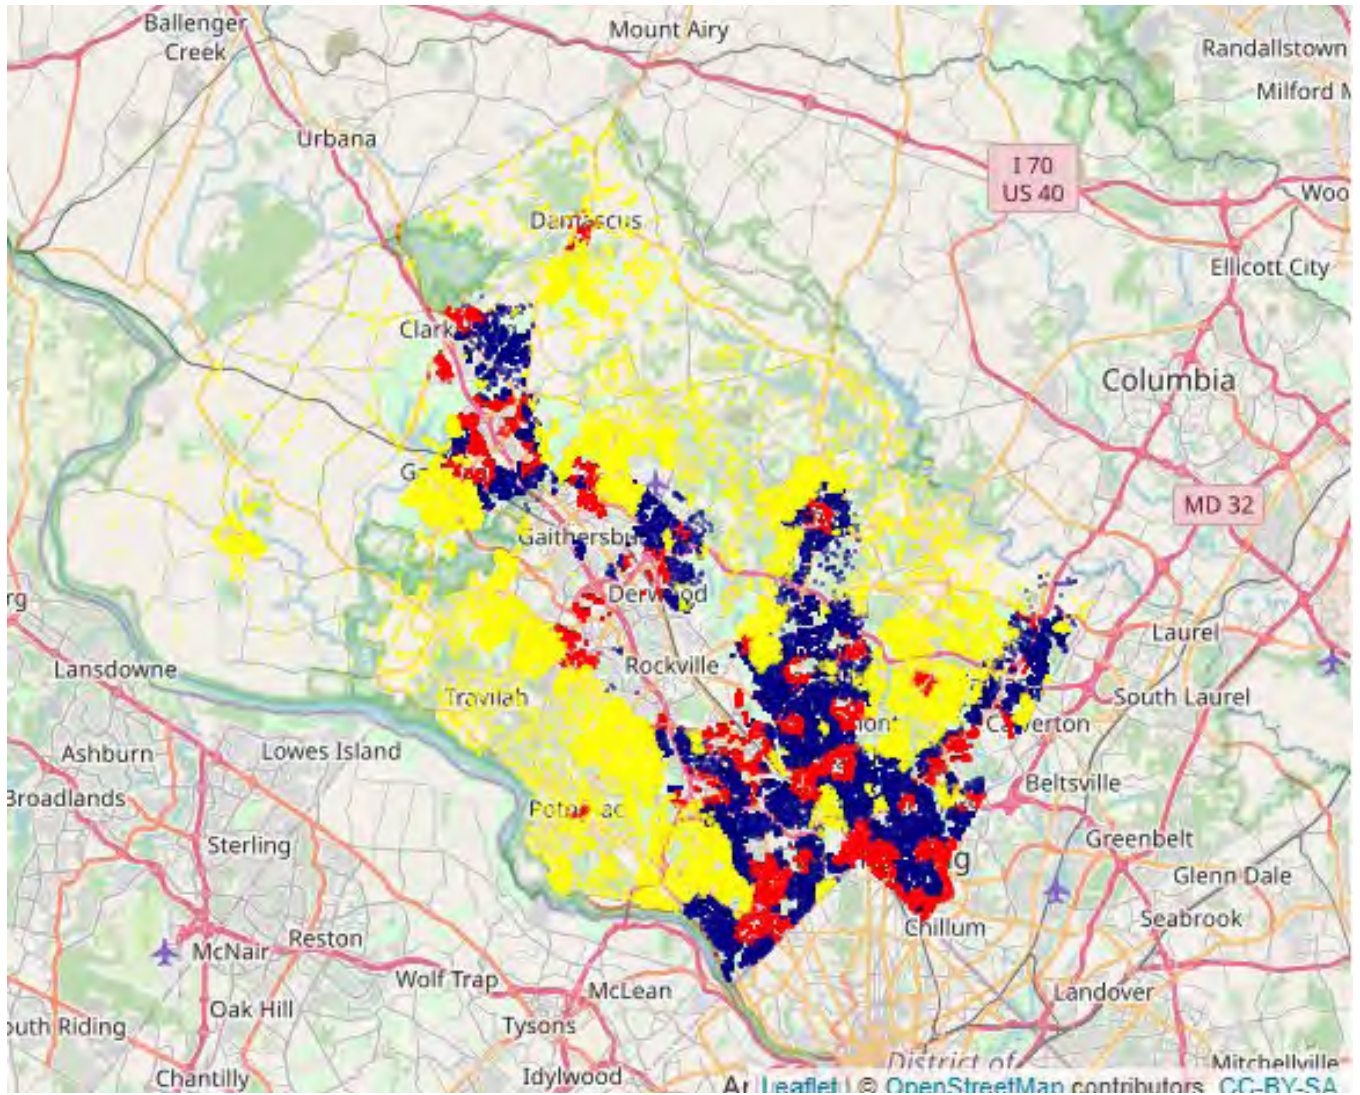 Ballenger
Creek
Mount Airy
Randallstown
Milford M
Urbana
I 70
US 40
Woo
Damascus
Ellicott City
Clark
Columbia
MD 32
Gaithersbu
Derwood
rg
Laurel
Rockville
Lansdowne
Travilah
South Laurel
Calverton
Ashburn
Lowes Island
Beltsville
Broadlands
Potomac
Greenbelt
Sterling
g
Glenn Dale
Seabrook
Chillum
McNair
Reston
Wolf Trap
McLean
Landover
Oak Hill
outh Riding
Tysons
District of
Mitchellville
Chantilly
Idylwood
Leaflet | © OpenStreetMap contributors, CC-BY-SA